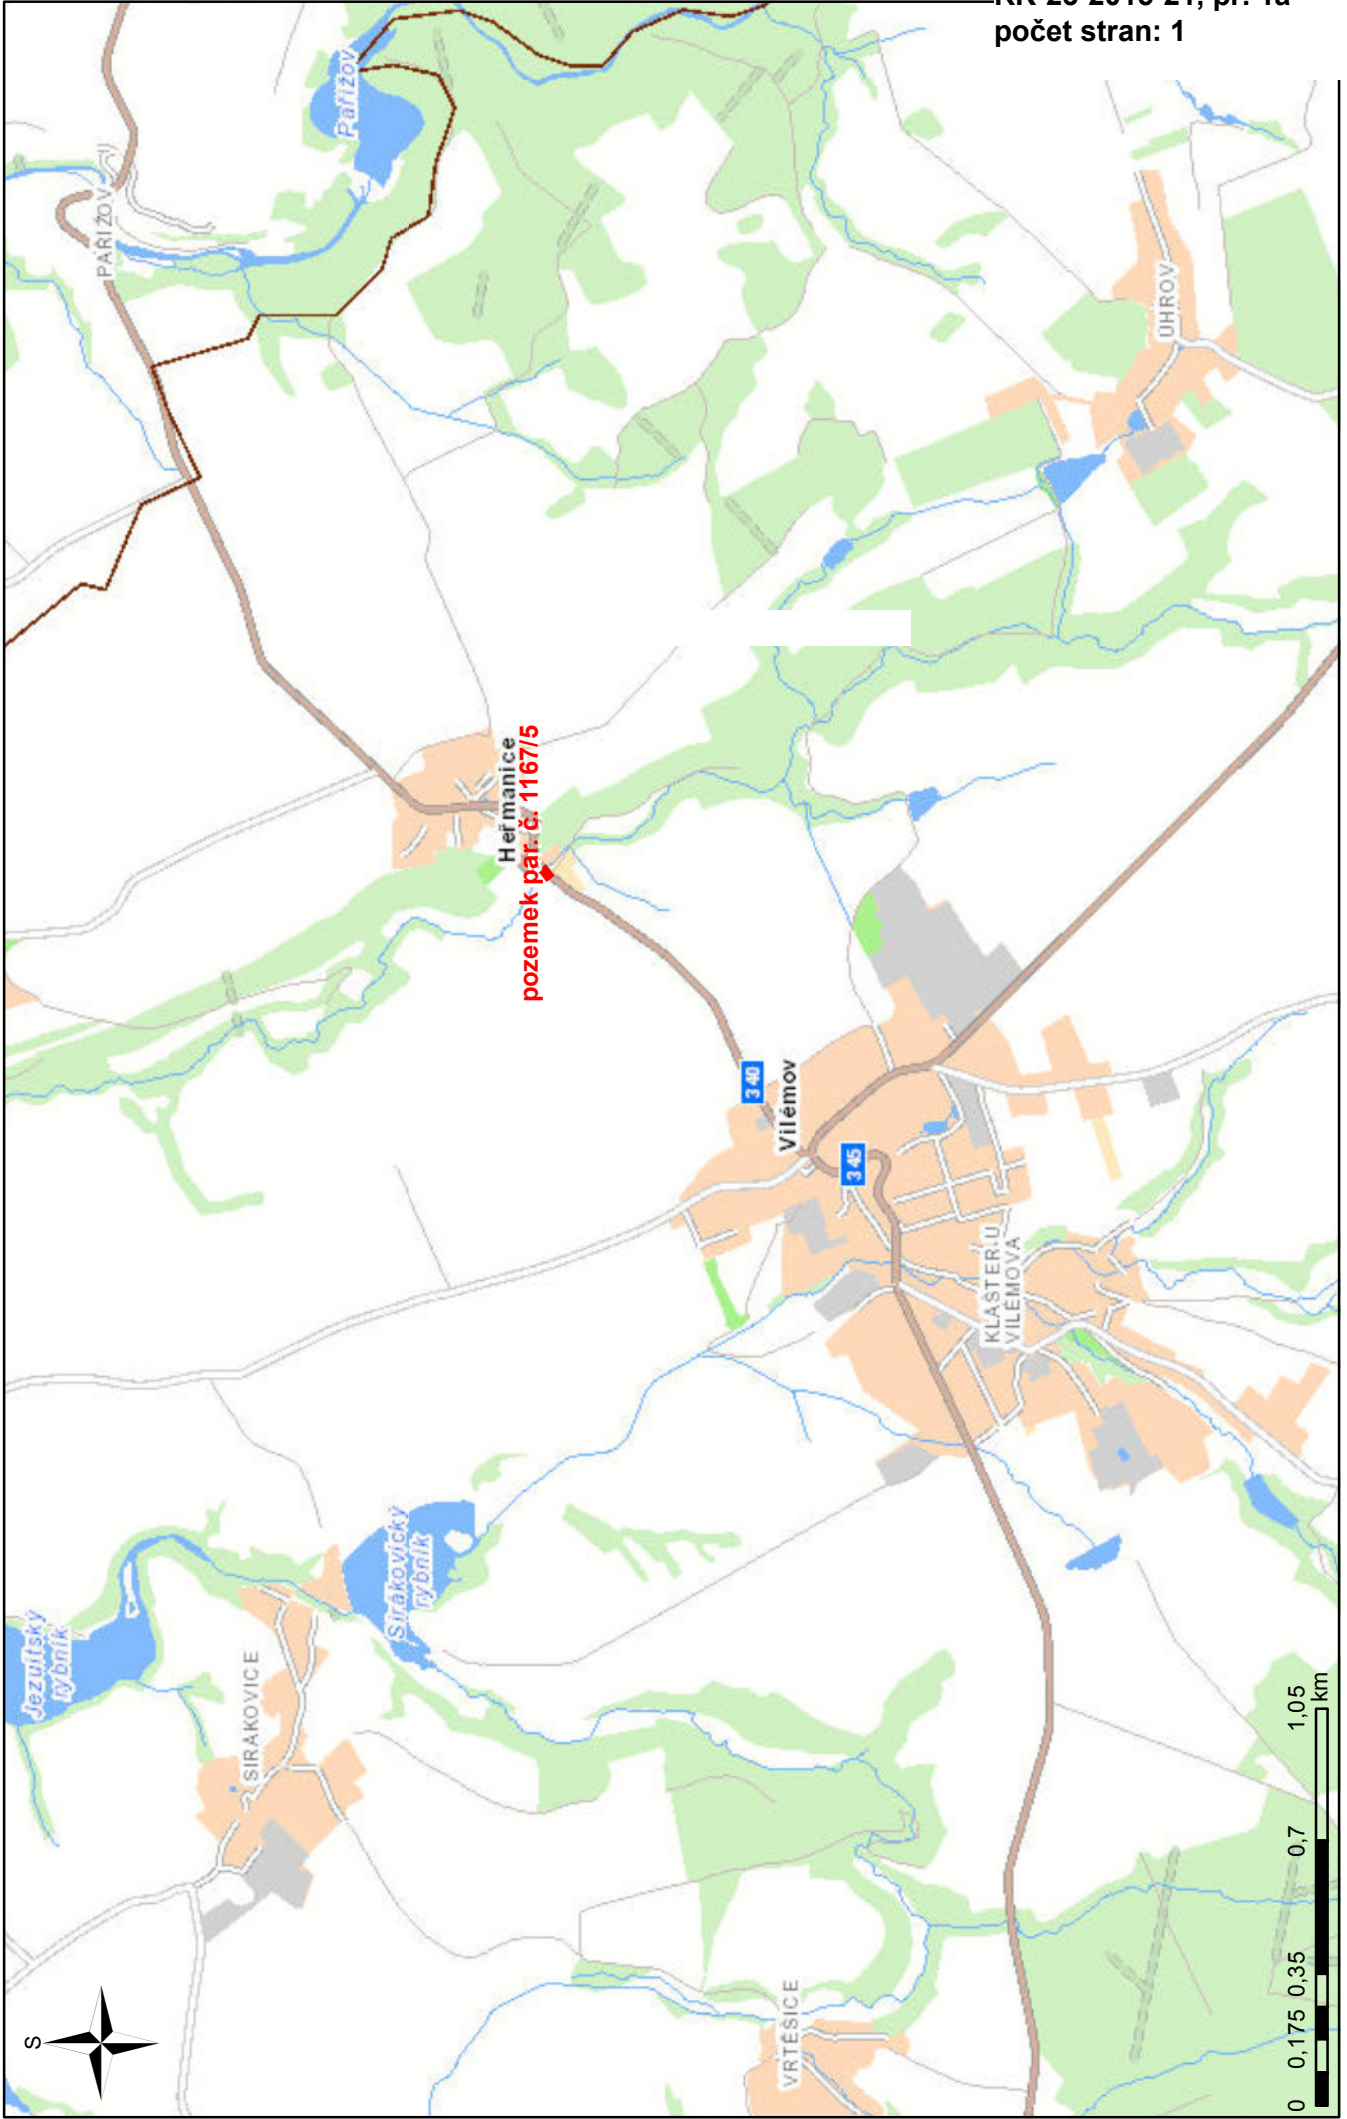 počet stran: 1
Pařížov
PAŘÍŽOV
ÚHROV
Heřmanice
pozemek par. č. 1167/5
340
Vilémov
345
KLÁŠTER U
VILÉMOVA
Jezuitský
rybník
Sirákovický
rybník
SIRAKOVICE
VRTĚŠICE
S
0 0,175 0,35 0,7 1,05
km